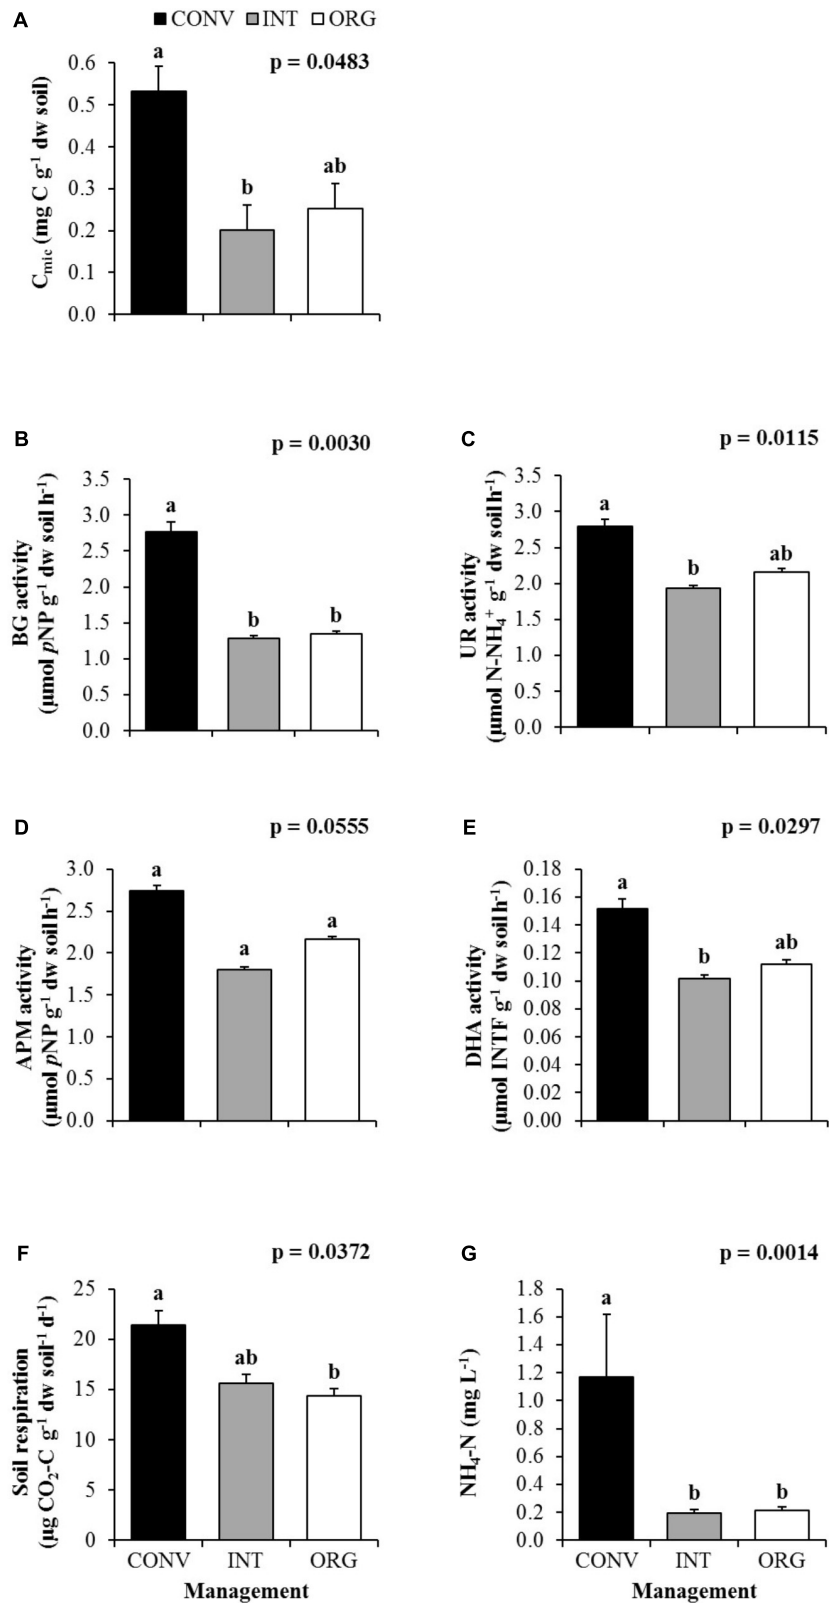 A
CONV INT ORG
p = 0.0483
a
b
ab
0.6
0.5
0.4
0.3
0.2
0.1
0.0
Cmic (mg C g-1 dw soil)
B
p = 0.0030
a
b
b
3.5
3.0
2.5
2.0
1.5
1.0
0.5
0.0
BG activity
(µmol pNP g-1 dw soil h-1)
C
p = 0.0115
a
b
ab
3.5
3.0
2.5
2.0
1.5
1.0
0.5
0.0
UR activity
(µmol N-NH4+ g-1 dw soil h-1)
D
p = 0.0555
a
a
a
3.0
2.5
2.0
1.5
1.0
0.5
0.0
APM activity
(µmol pNP g-1 dw soil h-1)
E
p = 0.0297
a
b
ab
0.18
0.16
0.14
0.12
0.10
0.08
0.06
0.04
0.02
0.00
DHA activity
(µmol INTF g-1 dw soil h-1)
F
p = 0.0372
a
ab
b
25
20
15
10
5
0
Soil respiration
(µg CO2-C g-1 dw soil-1 d-1)
CONV INT ORG
Management
G
p = 0.0014
a
b
b
1.8
1.6
1.4
1.2
1.0
0.8
0.6
0.4
0.2
0.0
NH4-N (mg L-1)
CONV INT ORG
Management